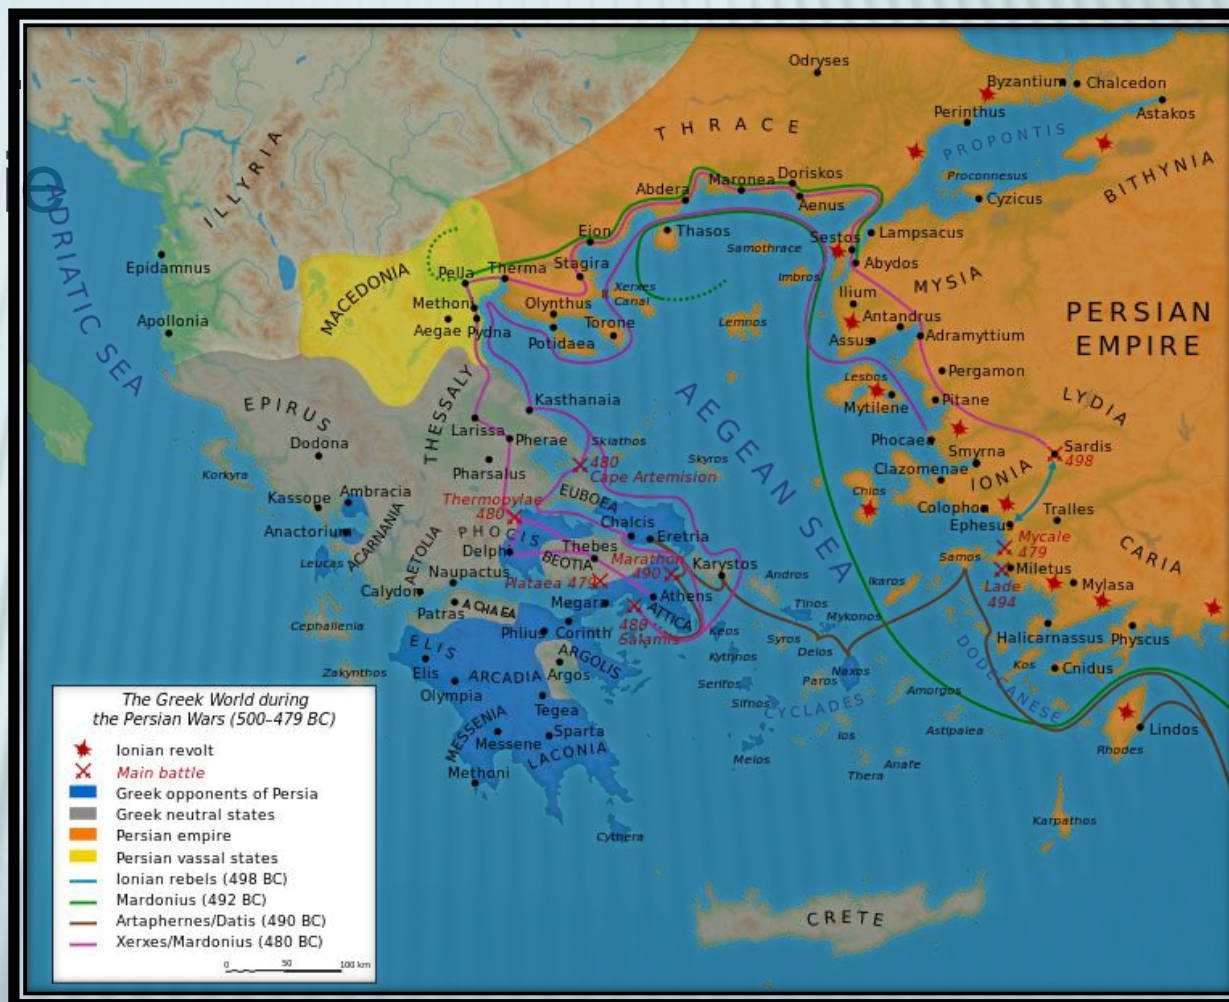 Odryses
Byzantium
Chalcedon
Perinthus
Astakos
THRACE
PROPONTIS
BITHYNIA
Proconnesus
Cyzicus
ILLYRIA
ADRIATIC SEA
Abdera
Maronea
Doriskos
Aenus
Eion
Thasos
Samothrace
Sestos
Lampsacus
Abydos
Epidamnus
MACEDONIA
Pella
Therma
Stagira
Xerxes
Canal
Imbros
MYSIA
Ilium
Methoni
Olynthus
Apollonia
Aegae
Pydna
Torone
Potidaea
Lemnos
Antandrus
Assus
Adramyttium
PERSIAN
EMPIRE
Lesbos
Pergamon
Mytilene
Pitane
LYDIA
EPIRUS
THESSALY
Kasthanaia
AEGEAN SEA
Dodona
Larissa
Pherae
Skiathos
Phocaea
Sardis
498
Smyrna
Korkyra
Pharsalus
480
Cape Artemision
Skyros
Clazomenae
IONIA
Kassope
Ambracia
Thermopylae
480
EUBOEA
Chios
Colophon
Ephesus
Tralles
Anactorium
ACARNANIA
AETOLIA
PHOCIS
Chalcis
Eretria
Mycale
479
CARIA
Leucas
Delphi
Thebes
BEOTIA
Marathon
490
Karystos
Samos
Miletus
Lade
494
Mylasa
Naupactus
Calydon
Plataea 479
Andros
Ikaros
Patras
ACHAEA
Megara
Athens
ATTICA
480
Salamis
Tinos
Mykonos
Cephallenia
Phlius
Corinth
Keos
Syros
Delos
Halicarnassus
Physcus
ELIS
Elis
ARGOLIS
Kythnos
Naxos
Paros
DODECANESE
Kos
Cnidus
Zakynthos
Olympia
ARCADIA
Argos
Serifos
Sifnos
CYCLADES
Amorgos
Tegea
MESSENIA
Messene
Sparta
LACONIA
Ios
Astipalea
Lindos
Rhodes
Methoni
Melos
Thera
Anafe
Cythera
Karpathos
CRETE
The Greek World during
the Persian Wars (500–479 BC)
Ionian revolt
Main battle
Greek opponents of Persia
Greek neutral states
Persian empire
Persian vassal states
Ionian rebels (498 BC)
Mardonius (492 BC)
Artaphernes/Datis (490 BC)
Xerxes/Mardonius (480 BC)
0 50 100 km